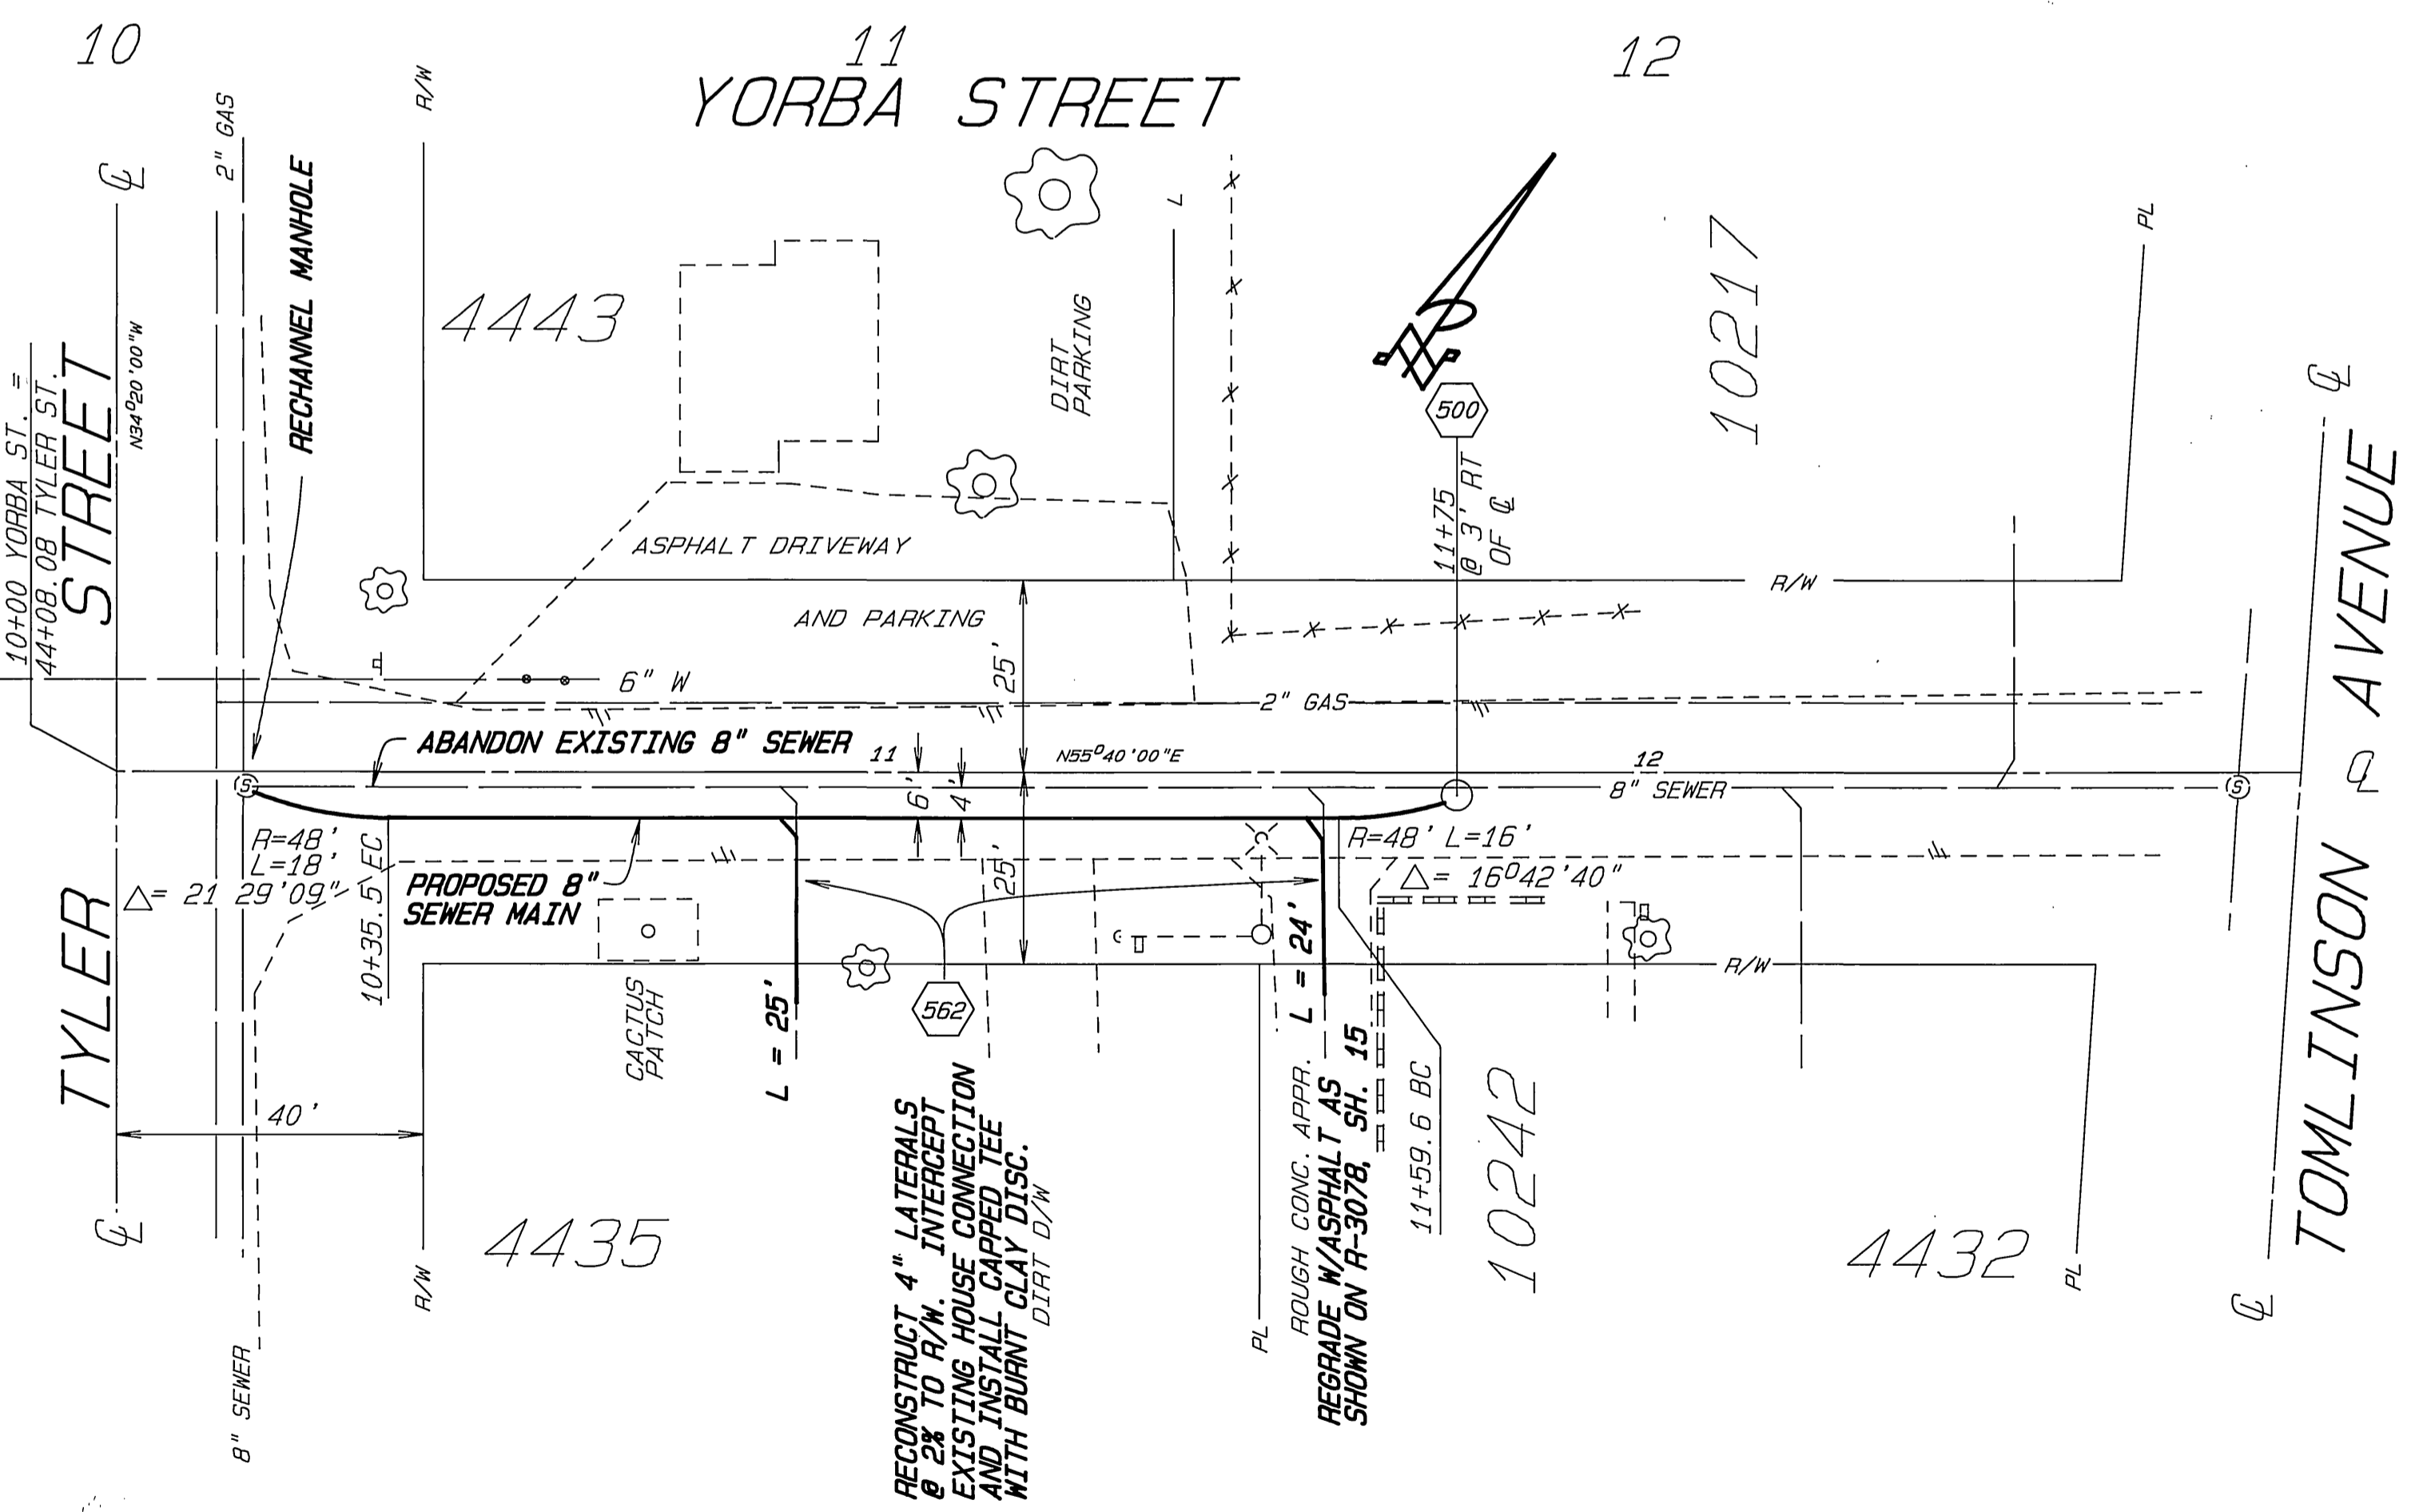 10
11
12
YORBA STREET
2" GAS
R/W
℄
RECHANNEL MANHOLE
4443
DIRT
PARKING
L
10217
PL
℄
10+00 YORBA ST. =
44+08.08 TYLER ST.
N34°20'00"W
TYLER STREET
500
11+75
@ 3' RT
OF ℄
ASPHALT DRIVEWAY
AND PARKING
R/W
25'
6" W
2" GAS
ABANDON EXISTING 8" SEWER
11
N55°40'00"E
12
S
6'
4'
8" SEWER
S
℄
TOMLINSON AVENUE
R=48'
L=18'
△= 21 29'09"
10+35.5 EC
PROPOSED 8"
SEWER MAIN
25'
R=48' L=16'
△= 16°42'40"
CACTUS
PATCH
L = 25'
562
L = 24'
R/W
40'
RECONSTRUCT 4" LATERALS
@ 2% TO R/W. INTERCEPT
EXISTING HOUSE CONNECTION
AND INSTALL CAPPED TEE
WITH BURNT CLAY DISC.
DIRT D/W
ROUGH CONC. APPR.
REGRADE W/ASPHALT AS
SHOWN ON R-3078, SH. 15
11+59.6 BC
10242
℄
4435
R/W
PL
4432
PL
℄
8" SEWER